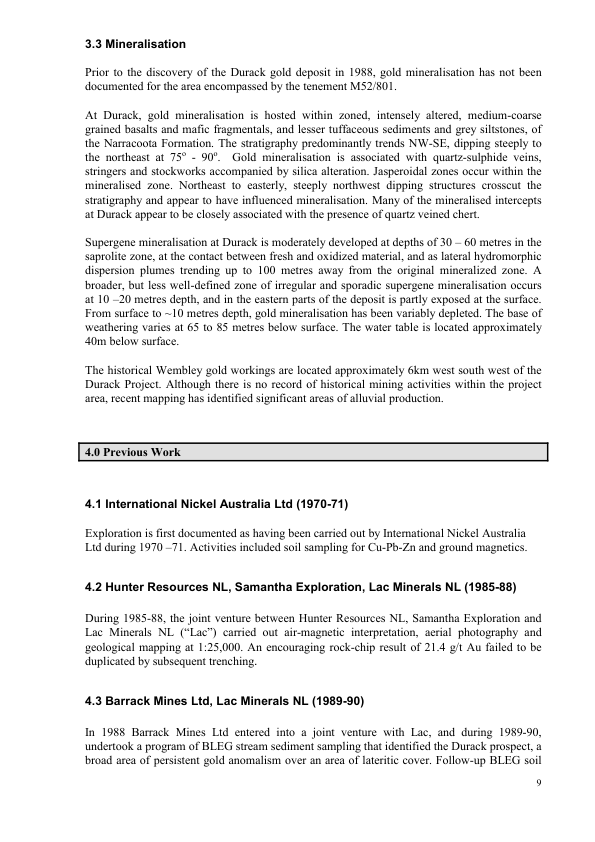 3.3 Mineralisation
Prior to the discovery of the Durack gold deposit in 1988, gold mineralisation has not been
documented for the area encompassed by the tenement M52/801.
At Durack, gold mineralisation is hosted within zoned, intensely altered, medium-coarse
grained basalts and mafic fragmentals, and lesser tuffaceous sediments and grey siltstones, of
the Narracoota Formation. The stratigraphy predominantly trends NW-SE, dipping steeply to
the northeast at 75º - 90º. Gold mineralisation is associated with quartz-sulphide veins,
stringers and stockworks accompanied by silica alteration. Jasperoidal zones occur within the
mineralised zone. Northeast to easterly, steeply northwest dipping structures crosscut the
stratigraphy and appear to have influenced mineralisation. Many of the mineralised intercepts
at Durack appear to be closely associated with the presence of quartz veined chert.
Supergene mineralisation at Durack is moderately developed at depths of 30 – 60 metres in the
saprolite zone, at the contact between fresh and oxidized material, and as lateral hydromorphic
dispersion plumes trending up to 100 metres away from the original mineralized zone. A
broader, but less well-defined zone of irregular and sporadic supergene mineralisation occurs
at 10 –20 metres depth, and in the eastern parts of the deposit is partly exposed at the surface.
From surface to ~10 metres depth, gold mineralisation has been variably depleted. The base of
weathering varies at 65 to 85 metres below surface. The water table is located approximately
40m below surface.
The historical Wembley gold workings are located approximately 6km west south west of the
Durack Project. Although there is no record of historical mining activities within the project
area, recent mapping has identified significant areas of alluvial production.
4.0 Previous Work
4.1 International Nickel Australia Ltd (1970-71)
Exploration is first documented as having been carried out by International Nickel Australia
Ltd during 1970 –71. Activities included soil sampling for Cu-Pb-Zn and ground magnetics.
4.2 Hunter Resources NL, Samantha Exploration, Lac Minerals NL (1985-88)
During 1985-88, the joint venture between Hunter Resources NL, Samantha Exploration and
Lac Minerals NL (“Lac”) carried out air-magnetic interpretation, aerial photography and
geological mapping at 1:25,000. An encouraging rock-chip result of 21.4 g/t Au failed to be
duplicated by subsequent trenching.
4.3 Barrack Mines Ltd, Lac Minerals NL (1989-90)
In 1988 Barrack Mines Ltd entered into a joint venture with Lac, and during 1989-90,
undertook a program of BLEG stream sediment sampling that identified the Durack prospect, a
broad area of persistent gold anomalism over an area of lateritic cover. Follow-up BLEG soil
9